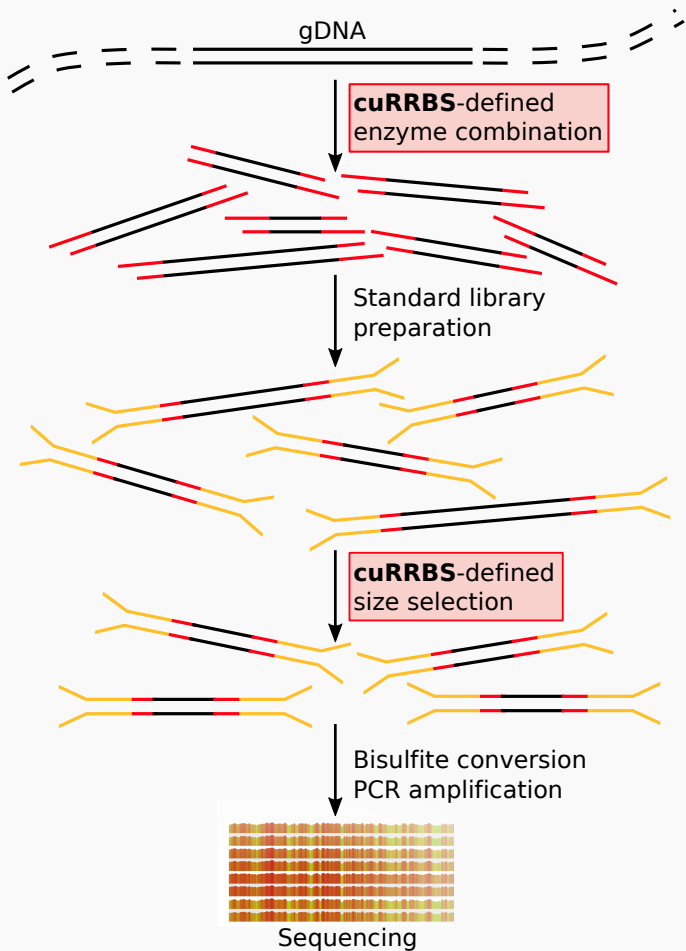 gDNA
cuRRBS-defined
enzyme combination
Standard library
preparation
cuRRBS-defined
size selection
Bisulfite conversion
PCR amplification
Sequencing